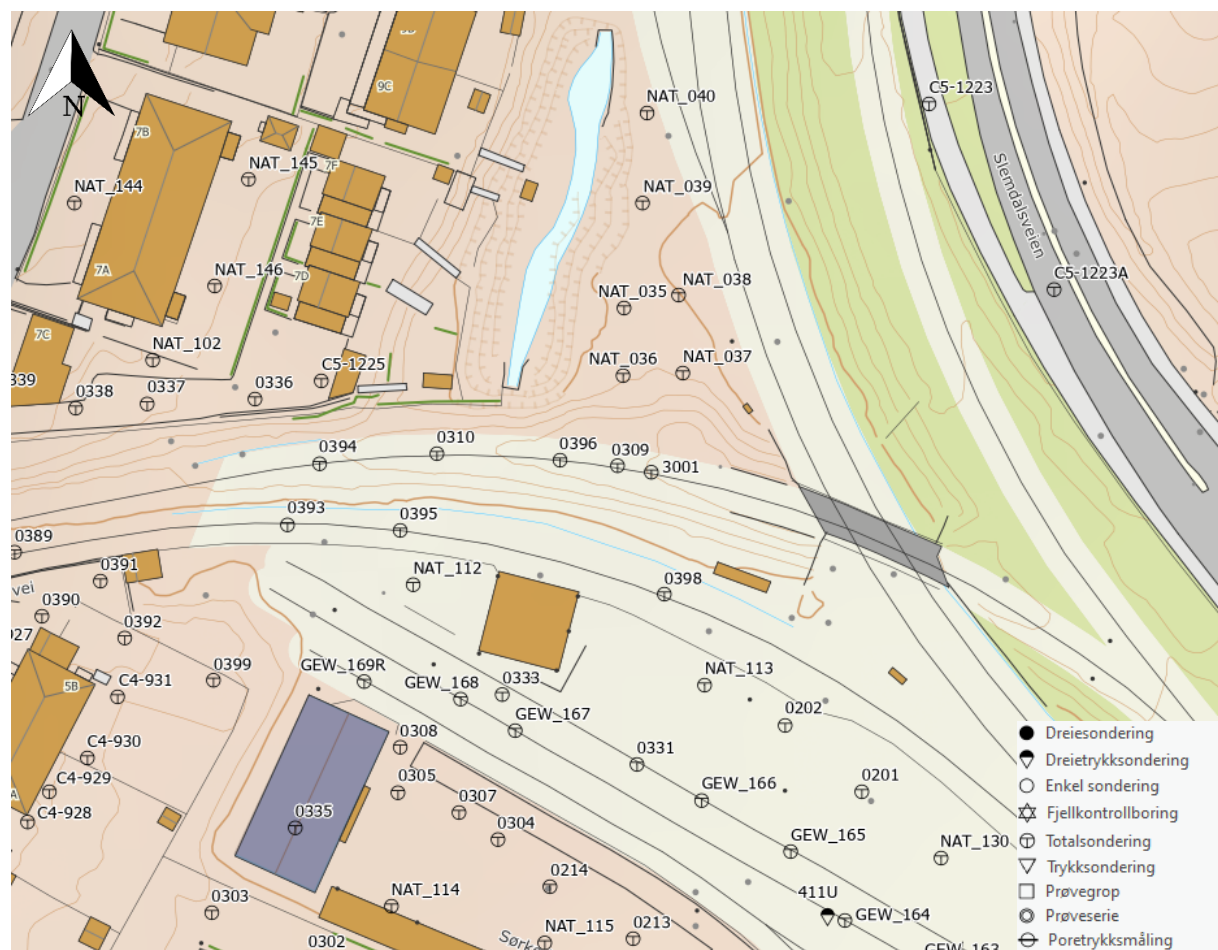 9C
NAT_040
C5-1223
7B
NAT_145
7F
NAT_144
NAT_039
Slemdalsveien
7E
7A
NAT_146
7D
NAT_035
NAT_038
C5-1223A
7C
NAT_102
C5-1225
NAT_036
NAT_037
339
0338
0337
0336
0394
0310
0396
0309
3001
0393
0395
0389
0391
NAT_112
0398
vei
0390
0392
927
0399
GEW_169R
GEW_168
0333
NAT_113
5B
C4-931
GEW_167
0202
C4-930
0308
0331
C4-929
0305
GEW_166
0201
C4-928
0307
0335
0304
GEW_165
NAT_130
0214
NAT_114
411U
0303
GEW_164
NAT_115
0213
0302
Sørk
GEW_163
N
Dreiesondering
Dreietrykksondering
Enkel sondering
Fjellkontrollboring
Totalsondering
Trykksondering
Prøvegrop
Prøveserie
Poretrykksmåling